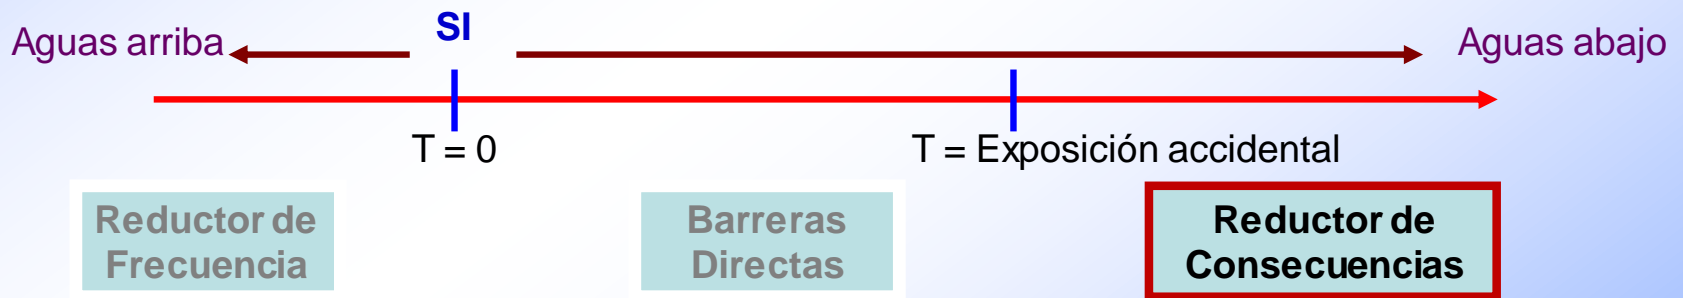 SI
Aguas arriba
Aguas abajo
T = 0
T = Exposición accidental
Reductor de
Frecuencia
Barreras
Directas
Reductor de
Consecuencias